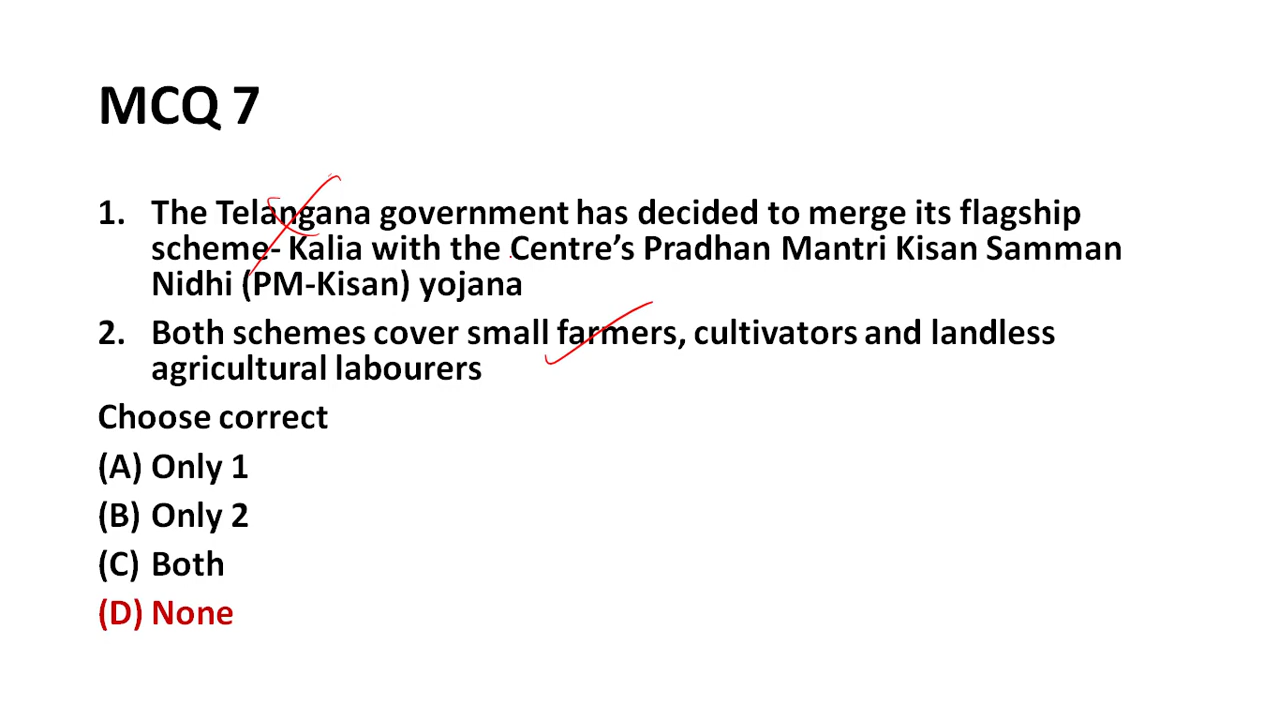 MCQ 7
1. The Telangana government has decided to merge its flagship
scheme- Kalia with the Centre’s Pradhan Mantri Kisan Samman
Nidhi (PM-Kisan) yojana
2. Both schemes cover small farmers, cultivators and landless
agricultural labourers
Choose correct
(A) Only 1
(B) Only 2
(C) Both
(D) None